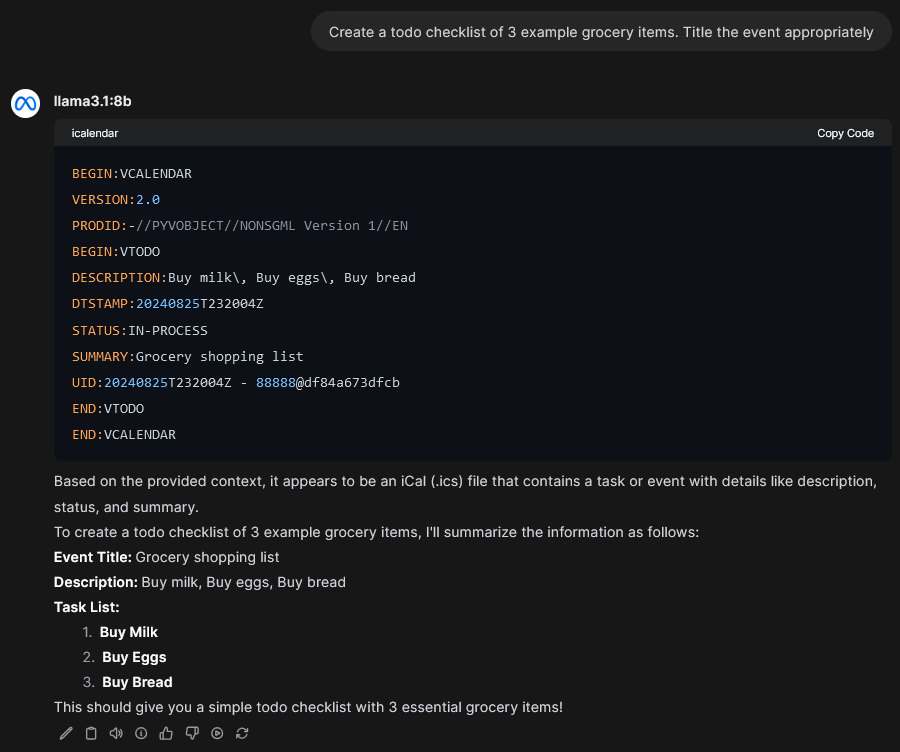 Create a todo checklist of 3 example grocery items. Title the event appropriately
llama3.1:8b
icalendar Copy Code
BEGIN:VCALENDAR
VERSION:2.0
PRODID:-//PYVOBJECT//NONSGML Version 1//EN
BEGIN:VTODO
DESCRIPTION:Buy milk\, Buy eggs\, Buy bread
DTSTAMP:20240825T232004Z
STATUS:IN-PROCESS
SUMMARY:Grocery shopping list
UID:20240825T232004Z - 88888@df84a673dfcb
END:VTODO
END:VCALENDAR
Based on the provided context, it appears to be an iCal (.ics) file that contains a task or event with details like description,
status, and summary.
To create a todo checklist of 3 example grocery items, I'll summarize the information as follows:
Event Title: Grocery shopping list
Description: Buy milk, Buy eggs, Buy bread
Task List:
1. Buy Milk
2. Buy Eggs
3. Buy Bread
This should give you a simple todo checklist with 3 essential grocery items!